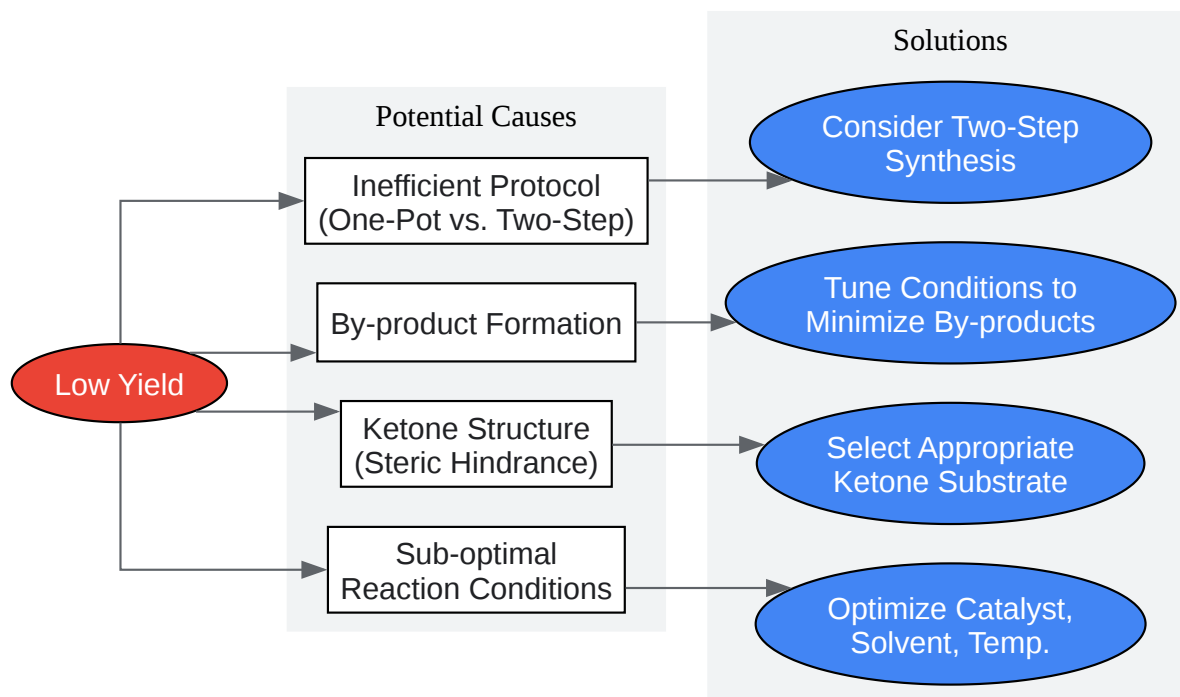 Solutions
Potential Causes
Consider Two-Step
Synthesis
Inefficient Protocol
(One-Pot vs. Two-Step)
Tune Conditions to
Minimize By-products
By-product Formation
Low Yield
Ketone Structure
(Steric Hindrance)
Select Appropriate
Ketone Substrate
Sub-optimal
Reaction Conditions
Optimize Catalyst,
Solvent, Temp.